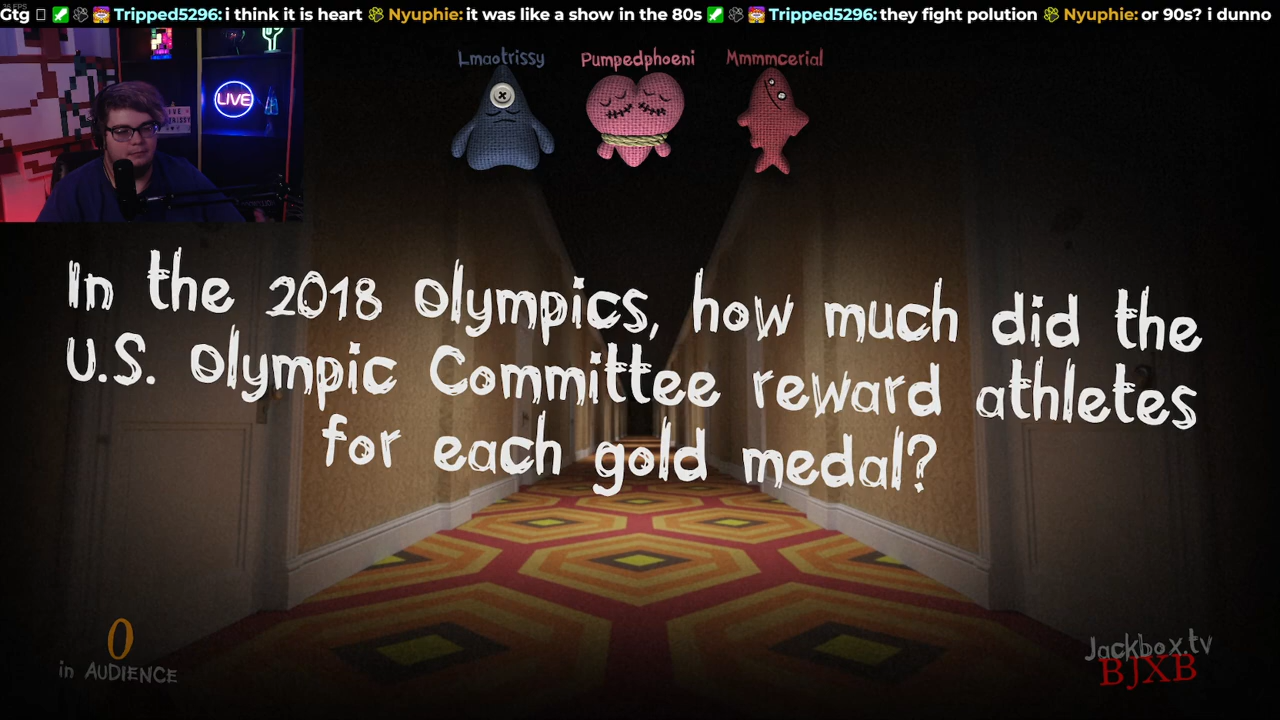 Gtg Tripped5296: i think it is heart Nyuphie: it was like a show in the 80s Tripped5296: they fight polution Nyuphie: or 90s? i dunno
LIVE
Lmaotrissy Pumpedphoeni Mmmmcerial
In the 2018 Olympics, how much did the
U.S. Olympic Committee reward athletes
for each gold medal?
0
in AUDIENCE
Jackbox.tv
BJXB